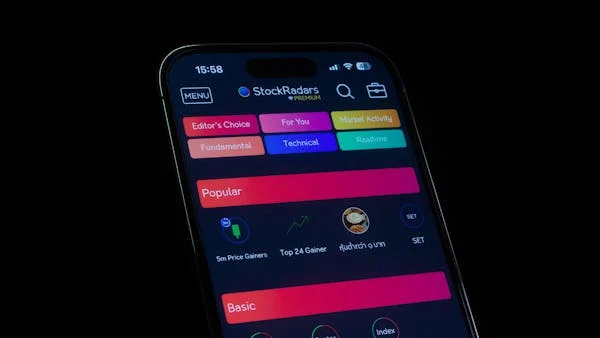 15:58
MENU
StockRadars
PREMIUM
Editor's Choice
For You
Market Activity
Fundamental
Technical
Realtime
Popular
5m
SET
5m Price Gainers
Top 24 Gainer
หุ้นต่ำกว่า ๑ บาท
SET
Basic
Index